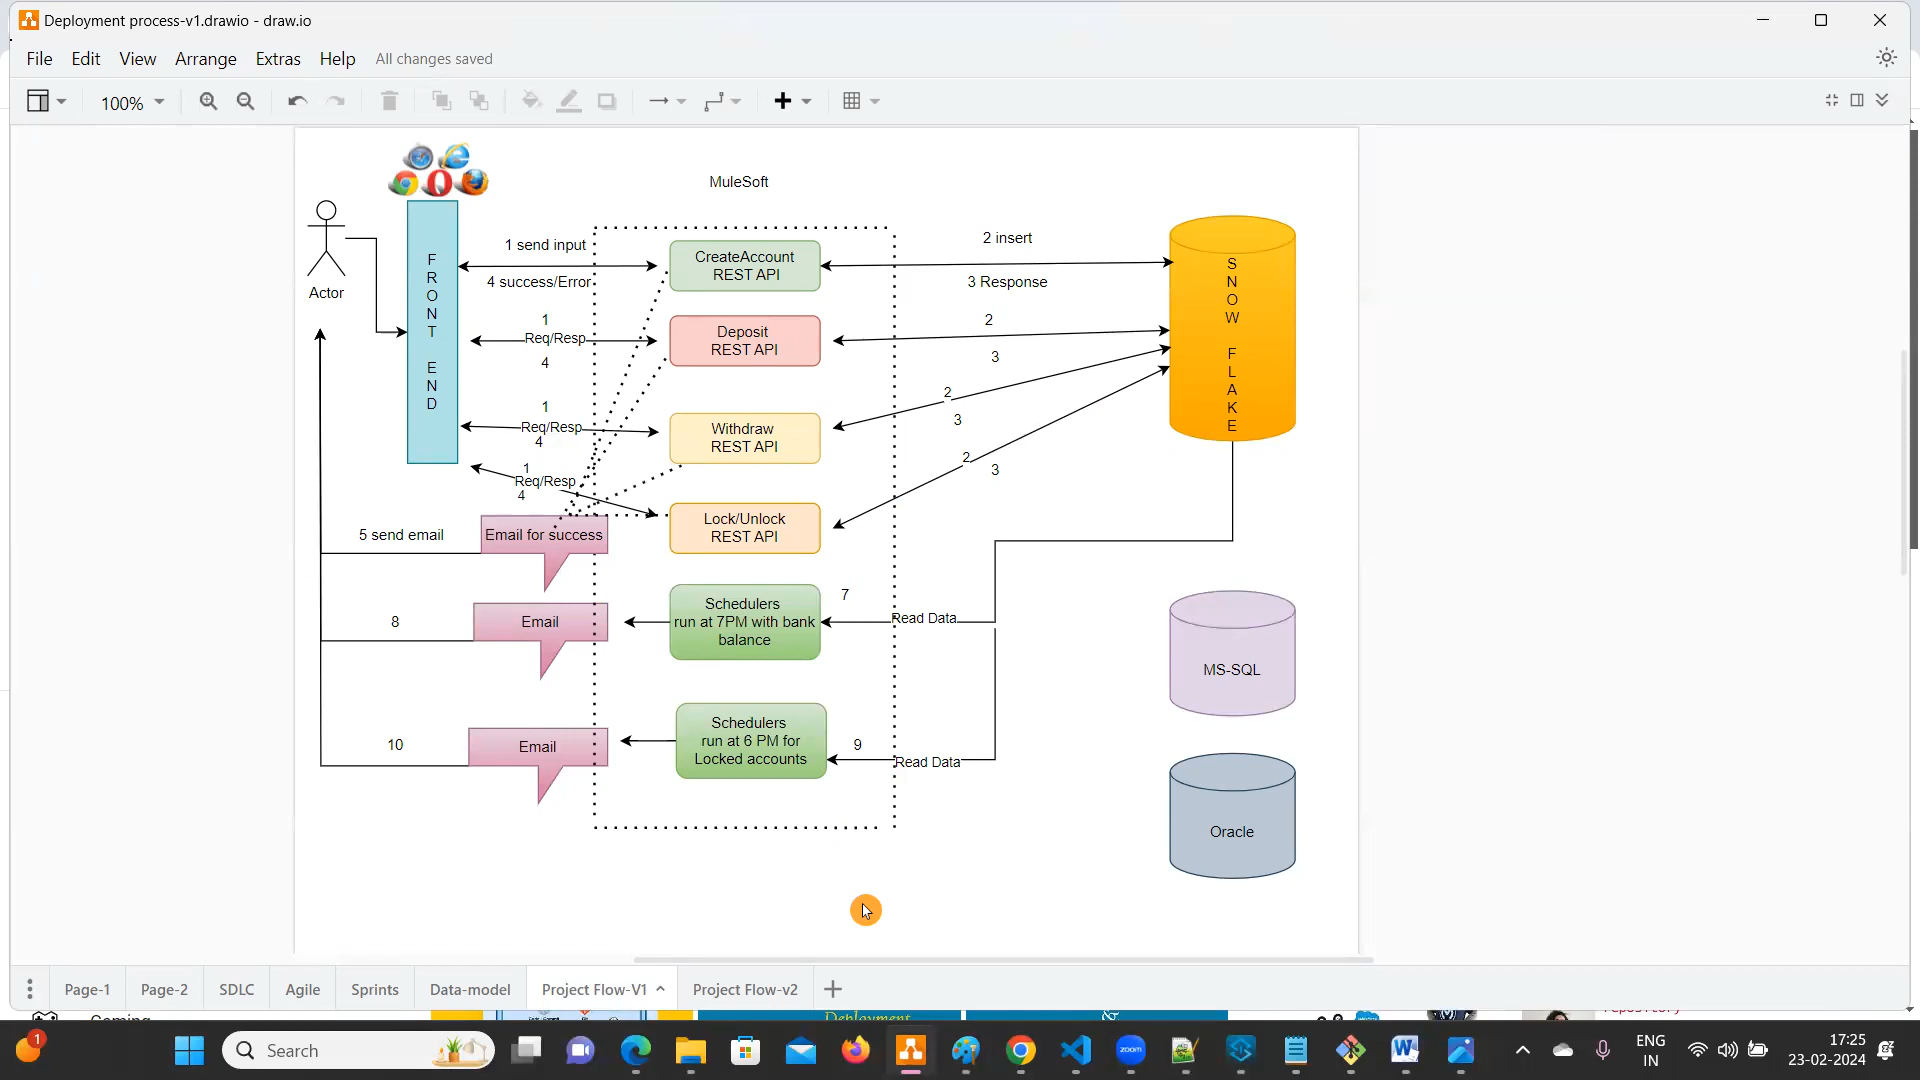 Deployment process-v1.drawio - draw.io
File Edit View Arrange Extras Help All changes saved
100%
MuleSoft
Actor
F
R
O
N
T
E
N
D
1 send input
4 success/Error
CreateAccount
REST API
2 insert
3 Response
1
Req/Resp
4
Deposit
REST API
2
3
1
Req/Resp
4
Withdraw
REST API
2
3
1
Req/Resp
4
Lock/Unlock
REST API
2
3
S
N
O
W
F
L
A
K
E
5 send email
Email for success
8
Email
Schedulers
run at 7PM with bank
balance
7
Read Data
MS-SQL
10
Email
Schedulers
run at 6 PM for
Locked accounts
9
Read Data
Oracle
Page-1
Page-2
SDLC
Agile
Sprints
Data-model
Project Flow-V1
Project Flow-v2
Gaming
Deployment
&
repository
1
Search
zoom
ENG
IN
17:25
23-02-2024